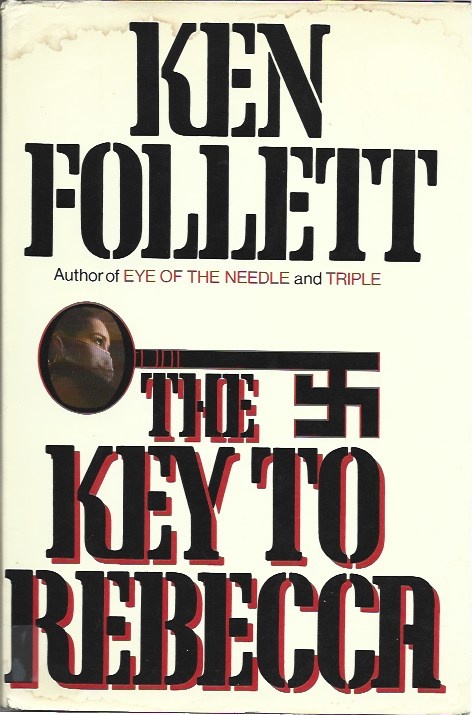 KEN
FOLLETT
Author of EYE OF THE NEEDLE and TRIPLE
THE
KEY TO
REBECCA